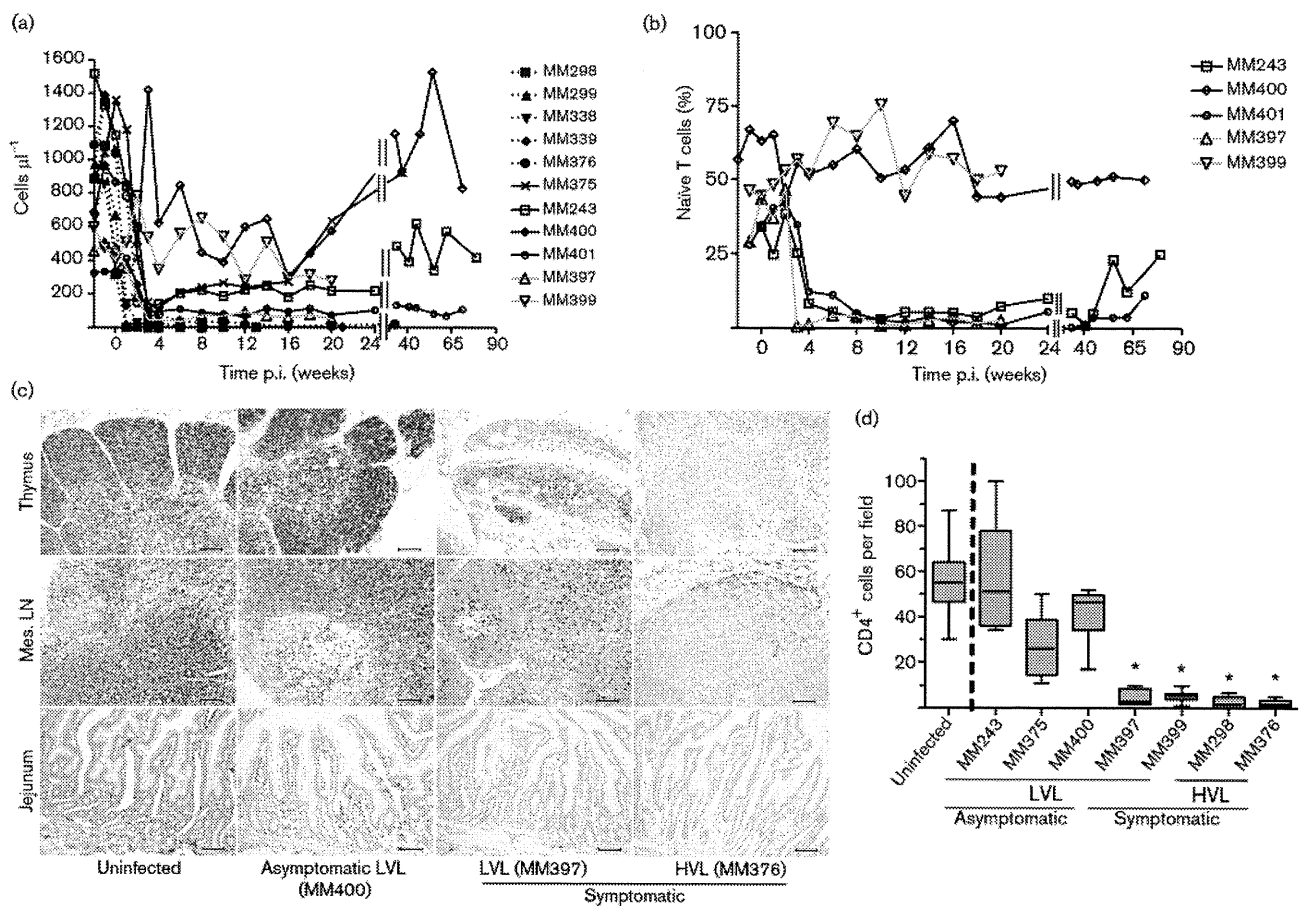 (a)
1600
1400
1200
1000
800
600
400
200
Cells µl⁻¹
0 4 8 12 16 20 24 40 65 90
Time p.i. (weeks)
MM298
MM299
MM338
MM339
MM376
MM375
MM243
MM400
MM401
MM397
MM399
(b)
100
75
50
25
Naïve T cells (%)
0 4 8 12 16 20 24 40 65 90
Time p.i. (weeks)
MM243
MM400
MM401
MM397
MM399
(c)
Thymus
Mes. LN
Jejunum
Uninfected
Asymptomatic LVL
(MM400)
LVL (MM397)
HVL (MM376)
Symptomatic
(d)
100
80
60
40
20
CD4⁺ cells per field
* * * *
Uninfected
MM243
MM375
MM400
MM397
MM399
MM298
MM376
LVL
HVL
Asymptomatic
Symptomatic